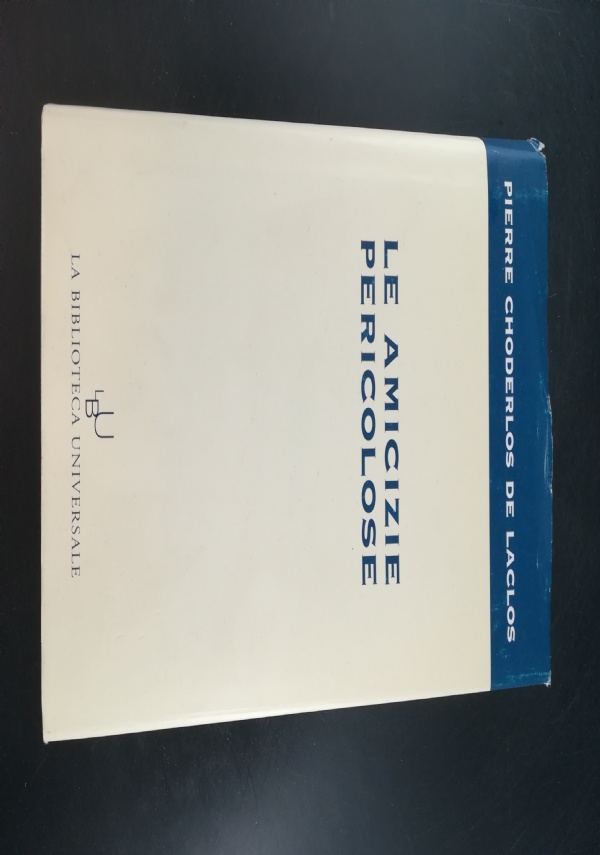 PIERRE CHODERLOS DE LACLOS
LE AMICIZIE
PERICOLOSE
LBU
LA BIBLIOTECA UNIVERSALE